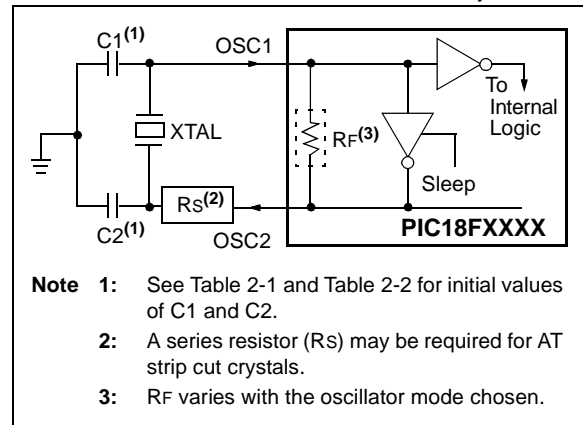 C1(1)
OSC1
To
Internal
Logic
XTAL
RF(3)
Sleep
RS(2)
C2(1)
OSC2
PIC18FXXXX
Note 1: See Table 2-1 and Table 2-2 for initial values
of C1 and C2.
2: A series resistor (RS) may be required for AT
strip cut crystals.
3: RF varies with the oscillator mode chosen.